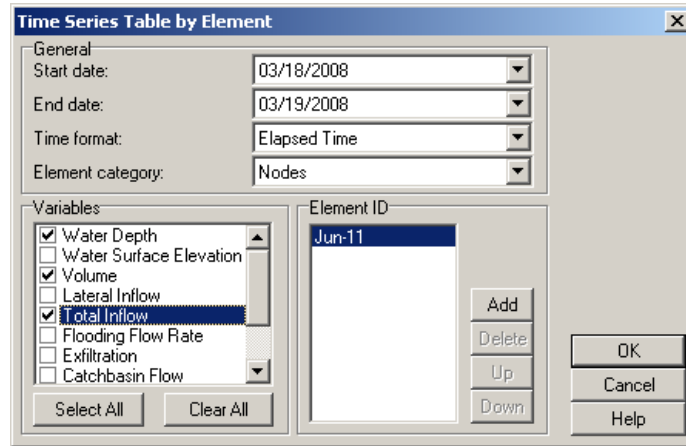 Time Series Table by Element
General
Start date: 03/18/2008
End date: 03/19/2008
Time format: Elapsed Time
Element category: Nodes
Variables
Water Depth
Water Surface Elevation
Volume
Lateral Inflow
Total Inflow
Flooding Flow Rate
Exfiltration
Catchbasin Flow
Select All Clear All
Element ID
Jun-11
Add
Delete
Up
Down
OK
Cancel
Help